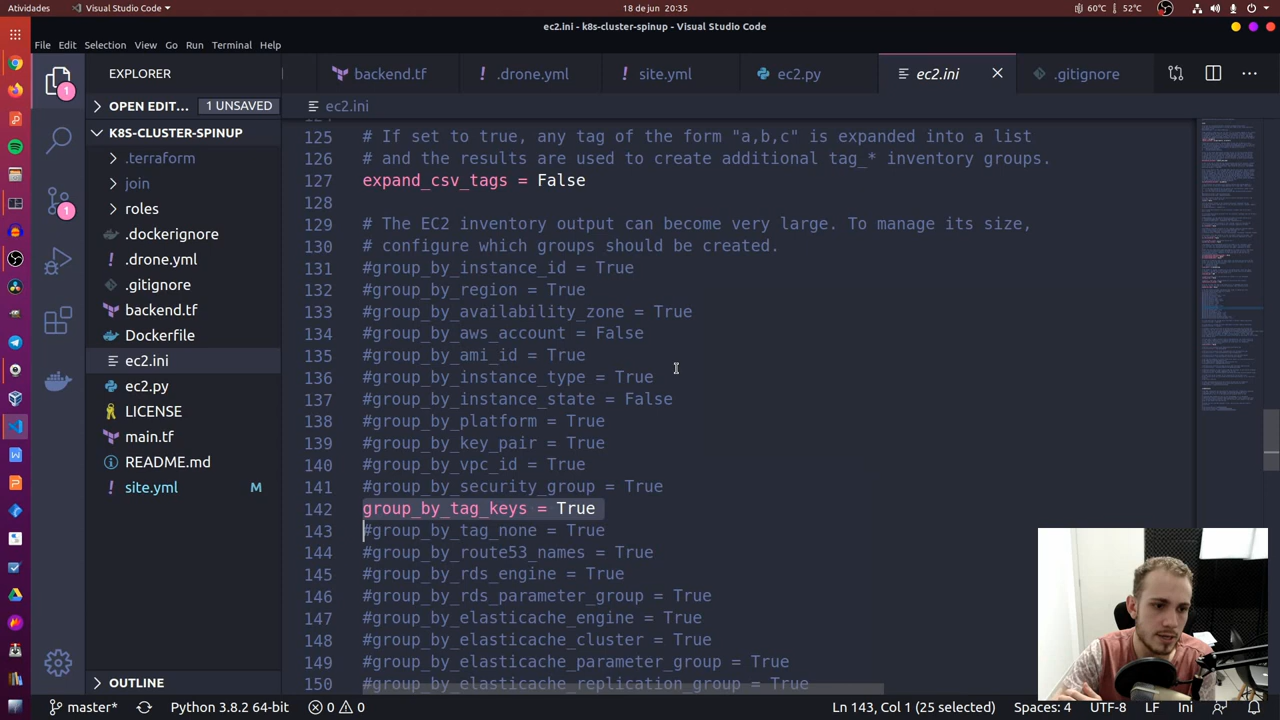 Atividades
Visual Studio Code
18 de jun 20:35
60°C
52°C
ec2.ini - k8s-cluster-spinup - Visual Studio Code
File Edit Selection View Go Run Terminal Help
EXPLORER
backend.tf
.drone.yml
site.yml
ec2.py
ec2.ini
.gitignore
OPEN EDIT... 1 UNSAVED
ec2.ini
K8S-CLUSTER-SPINUP
.terraform
join
roles
.dockerignore
.drone.yml
.gitignore
backend.tf
Dockerfile
ec2.ini
ec2.py
LICENSE
main.tf
README.md
site.yml M
OUTLINE
125 # If set to true, any tag of the form "a,b,c" is expanded into a list
126 # and the results are used to create additional tag_* inventory groups.
127 expand_csv_tags = False
128
129 # The EC2 inventory output can become very large. To manage its size,
130 # configure which groups should be created.
131 #group_by_instance_id = True
132 #group_by_region = True
133 #group_by_availability_zone = True
134 #group_by_aws_account = False
135 #group_by_ami_id = True
136 #group_by_instance_type = True
137 #group_by_instance_state = False
138 #group_by_platform = True
139 #group_by_key_pair = True
140 #group_by_vpc_id = True
141 #group_by_security_group = True
142 group_by_tag_keys = True
143 #group_by_tag_none = True
144 #group_by_route53_names = True
145 #group_by_rds_engine = True
146 #group_by_rds_parameter_group = True
147 #group_by_elasticache_engine = True
148 #group_by_elasticache_cluster = True
149 #group_by_elasticache_parameter_group = True
150 #group_by_elasticache_replication_group = True
master* Python 3.8.2 64-bit 0 0 Ln 143, Col 1 (25 selected) Spaces: 4 UTF-8 LF Ini